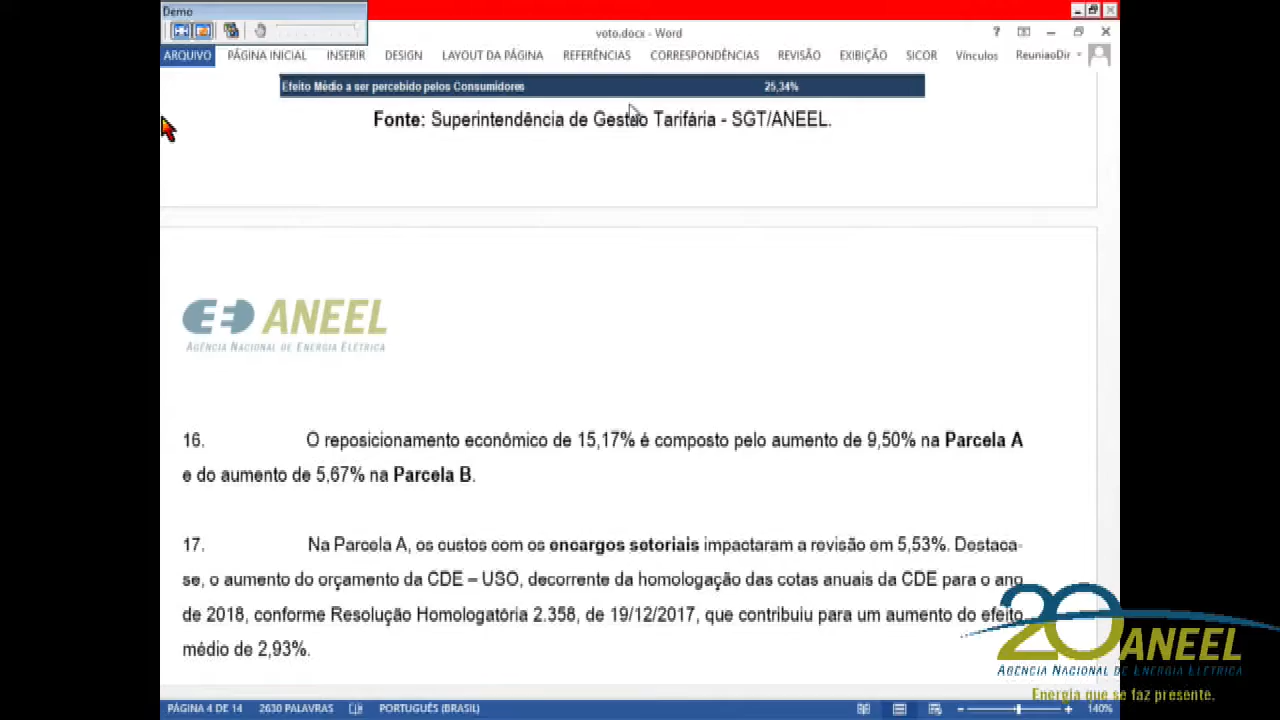 Demo
voto.docx - Word
?
ARQUIVO PÁGINA INICIAL INSERIR DESIGN LAYOUT DA PÁGINA REFERÊNCIAS CORRESPONDÊNCIAS REVISÃO EXIBIÇÃO SICOR Vínculos ReuniaoDir
Efeito Médio a ser percebido pelos Consumidores 25,34%
Fonte: Superintendência de Gestão Tarifária - SGT/ANEEL.
ANEEL
AGÊNCIA NACIONAL DE ENERGIA ELÉTRICA
16. O reposicionamento econômico de 15,17% é composto pelo aumento de 9,50% na Parcela A
e do aumento de 5,67% na Parcela B.
17. Na Parcela A, os custos com os encargos setoriais impactaram a revisão em 5,53%. Destaca-
se, o aumento do orçamento da CDE – USO, decorrente da homologação das cotas anuais da CDE para o ano
de 2018, conforme Resolução Homologatória 2.358, de 19/12/2017, que contribuiu para um aumento do efeito
médio de 2,93%.
20 ANEEL
AGÊNCIA NACIONAL DE ENERGIA ELÉTRICA
Energia que se faz presente.
PÁGINA 4 DE 14 2630 PALAVRAS PORTUGUÊS (BRASIL) 140%